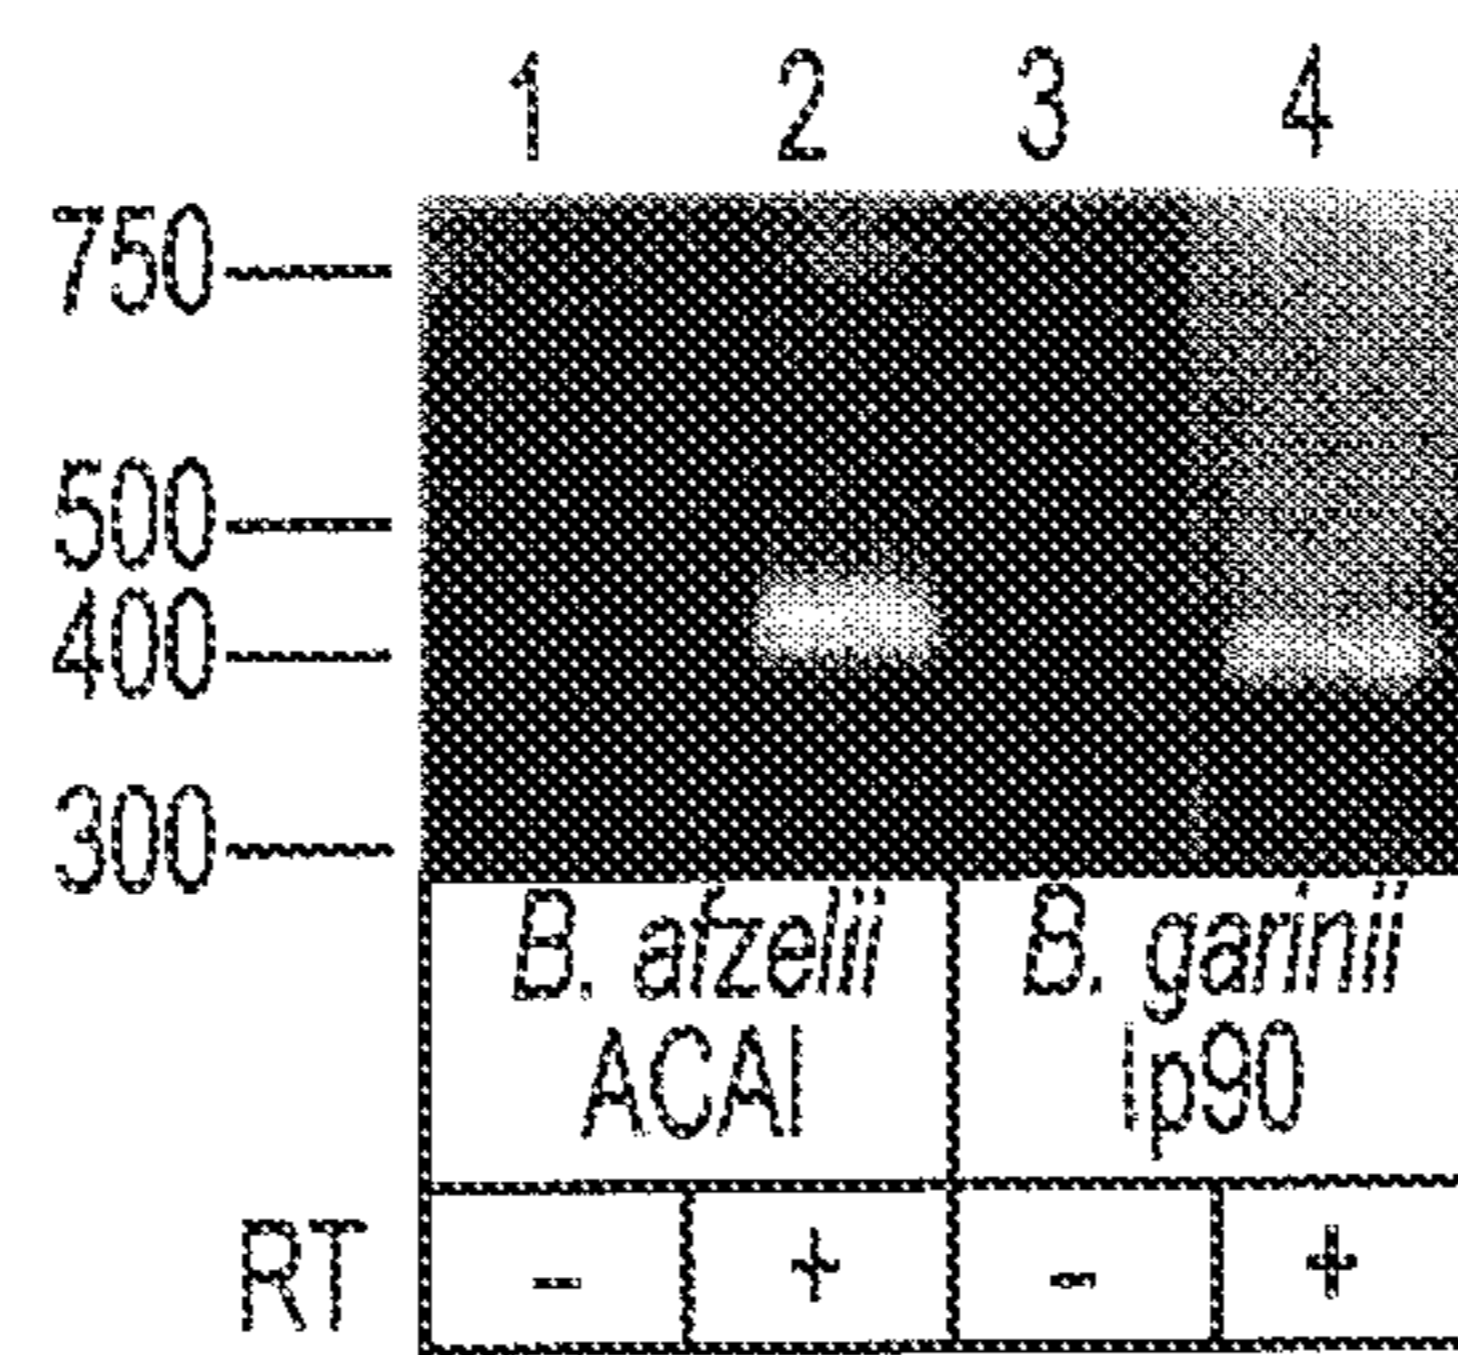 1 2 3 4
750
500
400
300
B. afzelii B. garinii
ACAI Ip90
RT - + - +